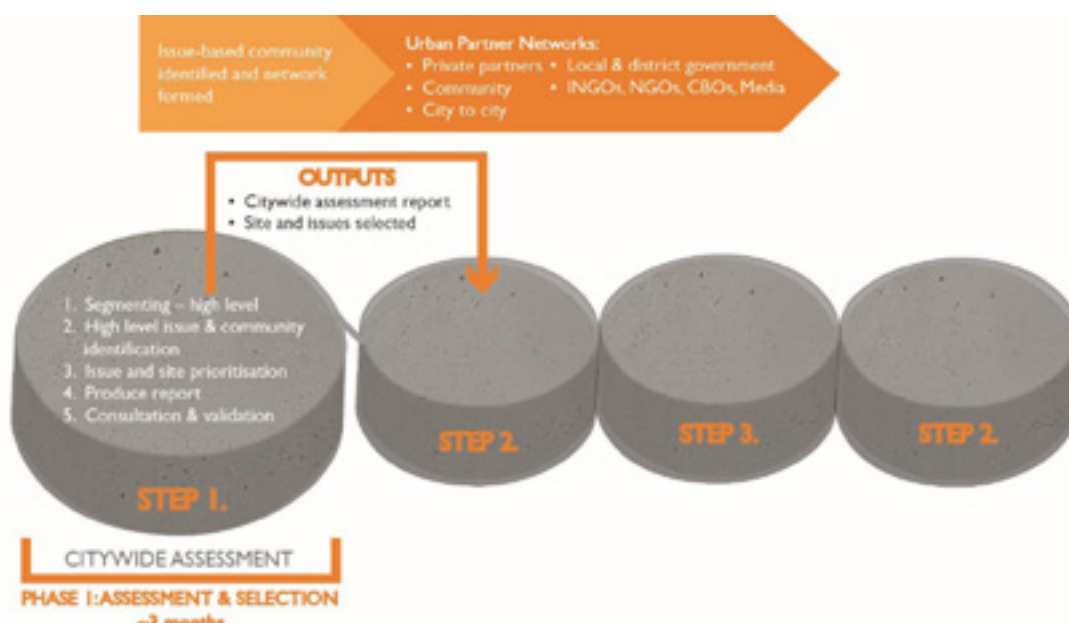 Issue-based community
identified and network
formed
Urban Partner Networks:
• Private partners • Local & district government
• Community • INGOs, NGOs, CBOs, Media
• City to city
OUTPUTS
• Citywide assessment report
• Site and issues selected
1. Segmenting – high level
2. High level issue & community
identification
3. Issue and site prioritisation
4. Produce report
5. Consultation & validation
STEP 1.
STEP 2.
STEP 3.
STEP 2.
CITYWIDE ASSESSMENT
PHASE 1: ASSESSMENT & SELECTION
months